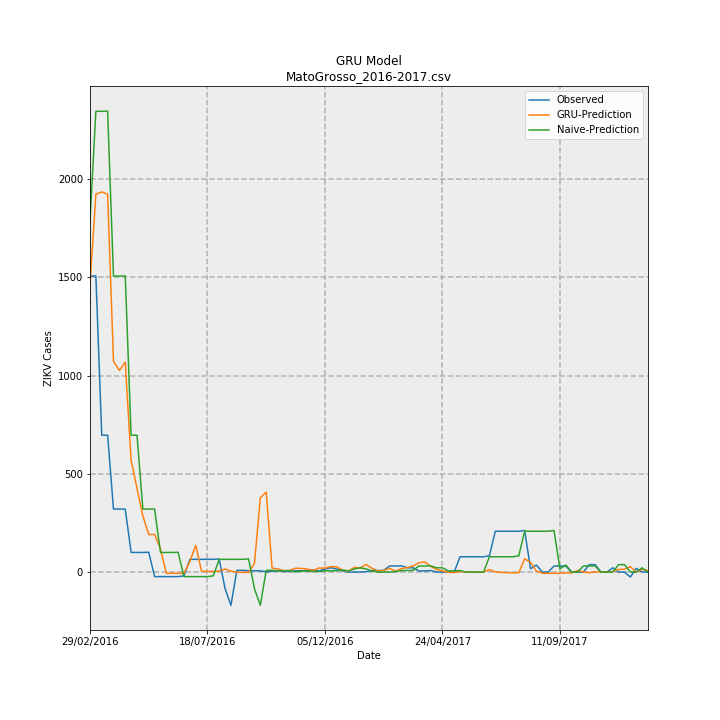 GRU Model
MatoGrosso_2016-2017.csv
Observed
GRU-Prediction
Naive-Prediction
2000
1500
1000
500
0
ZIKV Cases
29/02/2016 18/07/2016 05/12/2016 24/04/2017 11/09/2017
Date